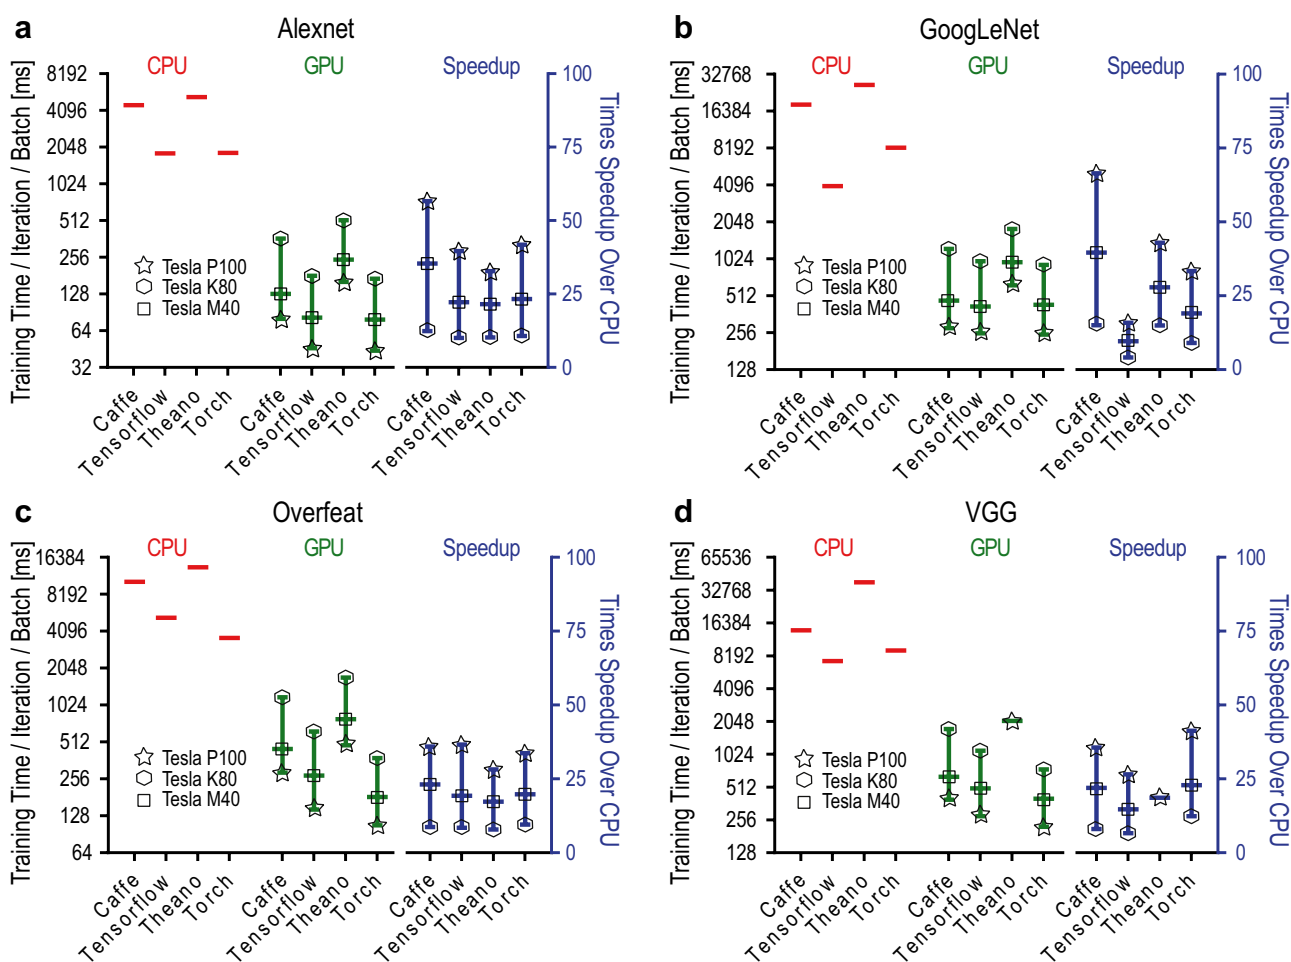 a
Alexnet
CPU
GPU
Speedup
Training Time / Iteration / Batch [ms]
8192
4096
2048
1024
512
256
128
64
32
Tesla P100
Tesla K80
Tesla M40
100
75
50
25
0
Times Speedup Over CPU
Caffe
Tensorflow
Theano
Torch
Caffe
Tensorflow
Theano
Torch
Caffe
Tensorflow
Theano
Torch
b
GoogLeNet
CPU
GPU
Speedup
Training Time / Iteration / Batch [ms]
32768
16384
8192
4096
2048
1024
512
256
128
Tesla P100
Tesla K80
Tesla M40
100
75
50
25
0
Times Speedup Over CPU
Caffe
Tensorflow
Theano
Torch
Caffe
Tensorflow
Theano
Torch
Caffe
Tensorflow
Theano
Torch
c
Overfeat
CPU
GPU
Speedup
Training Time / Iteration / Batch [ms]
16384
8192
4096
2048
1024
512
256
128
64
Tesla P100
Tesla K80
Tesla M40
100
75
50
25
0
Times Speedup Over CPU
Caffe
Tensorflow
Theano
Torch
Caffe
Tensorflow
Theano
Torch
Caffe
Tensorflow
Theano
Torch
d
VGG
CPU
GPU
Speedup
Training Time / Iteration / Batch [ms]
65536
32768
16384
8192
4096
2048
1024
512
256
128
Tesla P100
Tesla K80
Tesla M40
100
75
50
25
0
Times Speedup Over CPU
Caffe
Tensorflow
Theano
Torch
Caffe
Tensorflow
Theano
Torch
Caffe
Tensorflow
Theano
Torch